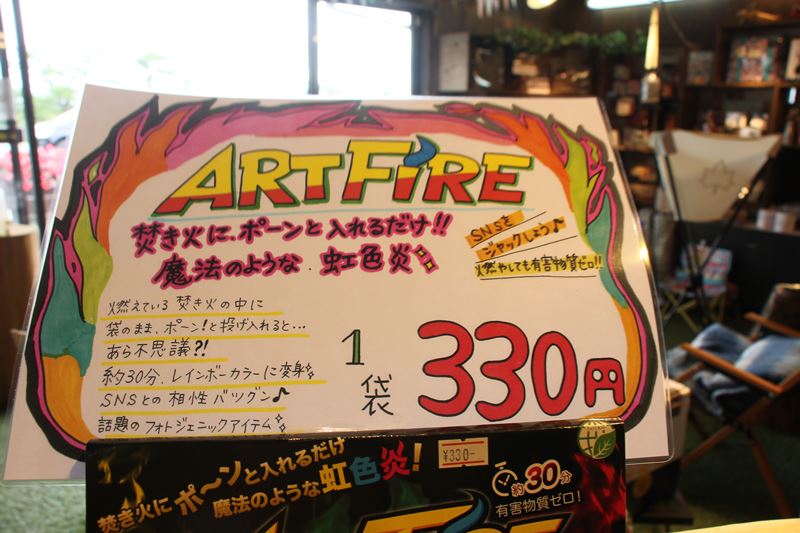 ARTFIRE
焚き火に、ポーンと入れるだけ!!
魔法のような 虹色炎
SNSを
ジャックしよう♪
燃やしても有害物質ゼロ!!
燃えている焚き火の中に
袋のまま、ポーン!と投げ入れると…
あら不思議?!
約30分、レインボーカラーに変身
SNSとの相性バツグン♪
話題のフォトジェニックアイテム
1袋 330円
焚き火にポ〜ンと入れるだけ
魔法のような虹色炎!
¥330-
約30分
有害物質ゼロ!